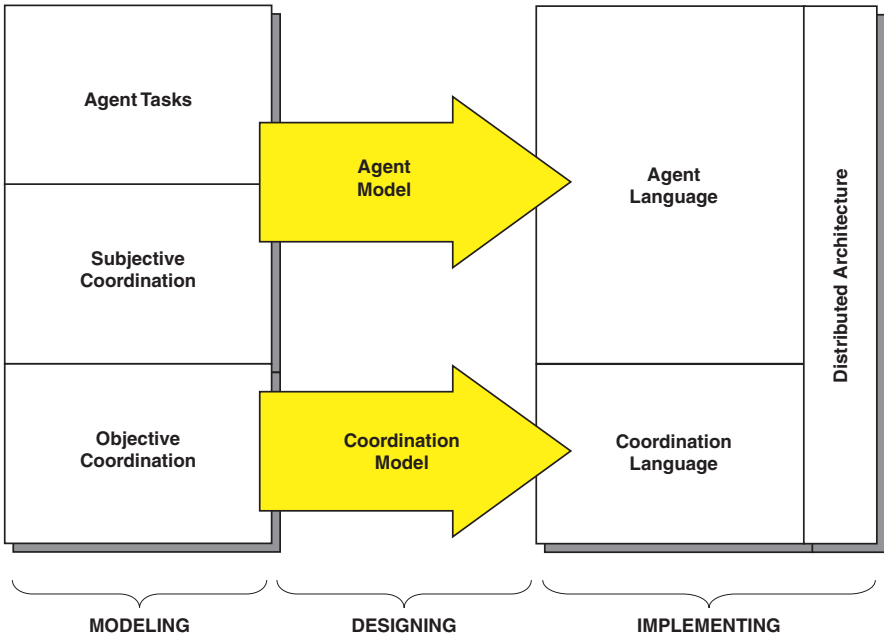 Agent Tasks
Subjective
Coordination
Objective
Coordination
Agent
Model
Coordination
Model
Agent
Language
Coordination
Language
Distributed Architecture
MODELING
DESIGNING
IMPLEMENTING